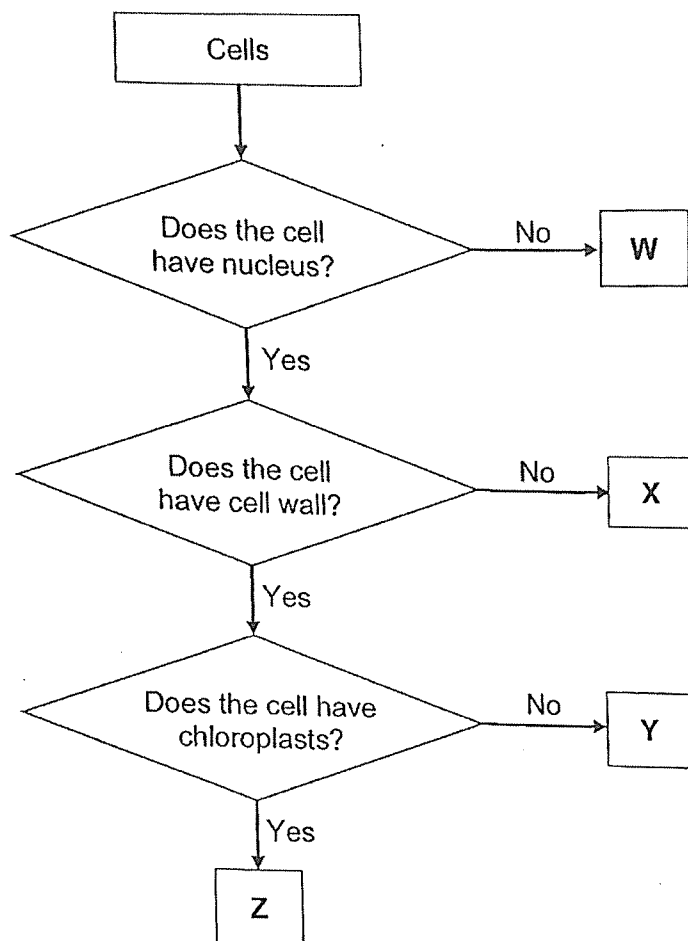 Cells
Does the cell
have nucleus?
No
W
Yes
Does the cell
have cell wall?
No
X
Yes
Does the cell have
chloroplasts?
No
Y
Yes
Z